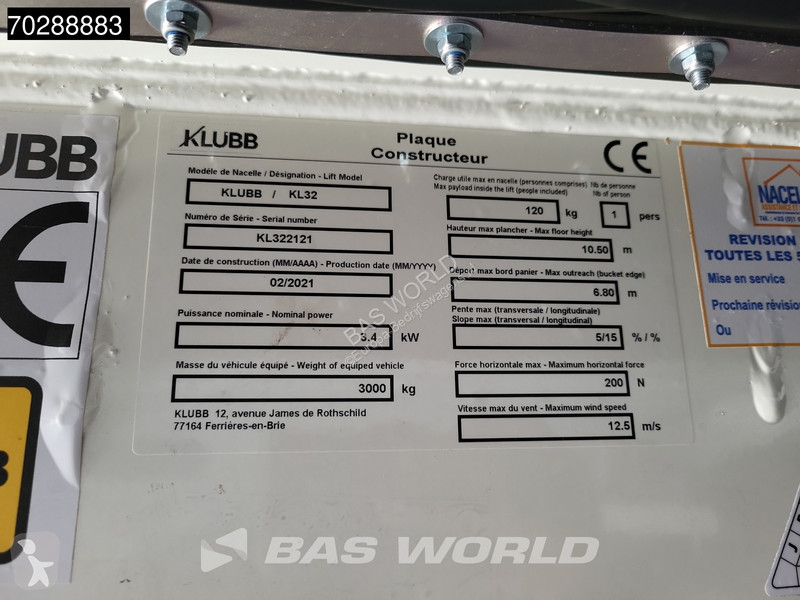 70288883
UBB
KLUBB
Plaque
Constructeur
CE
Modéle de Nacelle / Désignation - Lift Model
KLUBB / KL32
Numéro de Série - Serial number
KL322121
Date de construction (MM/AAAA) - Production date (MM/YYYY)
02/2021
Puissance nominale - Nominal power
3.4 kW
Masse du véhicule équipé - Weight of equiped vehicle
3000 kg
KLUBB 12, avenue James de Rothschild
77164 Ferrières-en-Brie
Charge utile max en nacelle (personnes comprises)
Max payload inside the lift (people included)
Nb de personne
Nb of person
120 kg 1 pers
Hauteur max plancher - Max floor height
10.50 m
Déport max bord panier - Max outreach (bucket edge)
6.80 m
Pente max (transversale / longitudinale)
Slope max (transversal / longitudinal)
5/15 % / %
Force horizontale max - Maximum horizontal force
200 N
Vitesse max du vent - Maximum wind speed
12.5 m/s
NACEL
REVISION
TOUTES LES
Mise en service
Prochaine révision
Ou
BAS WORLD
BAS WORLD